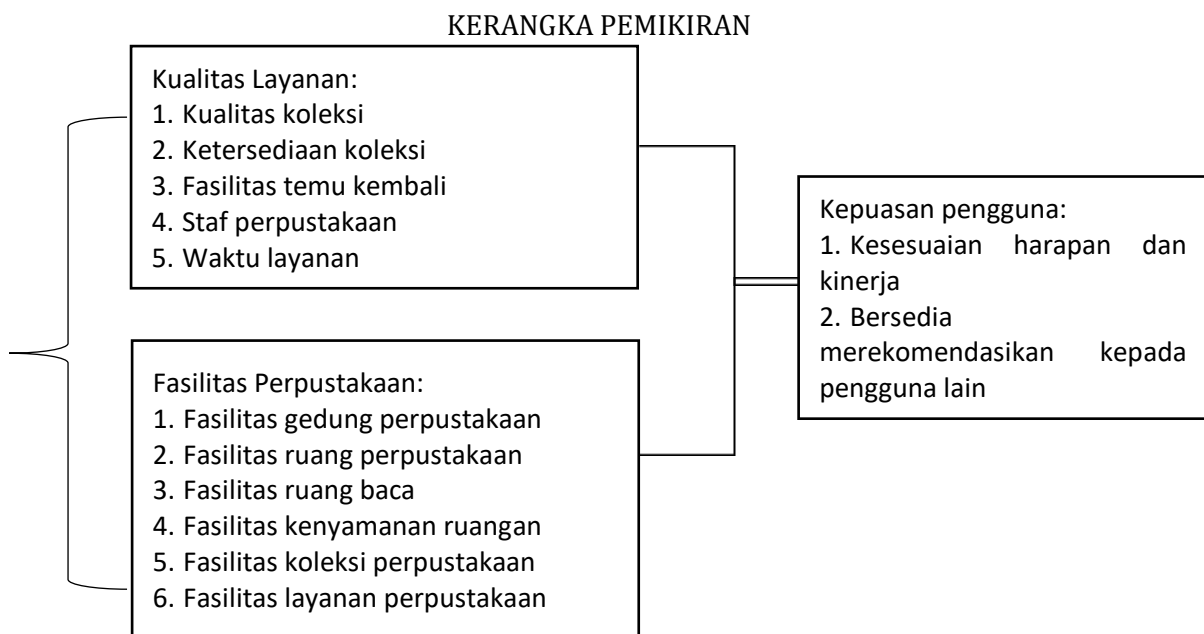 KERANGKA PEMIKIRAN
Kualitas Layanan:
1. Kualitas koleksi
2. Ketersediaan koleksi
3. Fasilitas temu kembali
4. Staf perpustakaan
5. Waktu layanan
Fasilitas Perpustakaan:
1. Fasilitas gedung perpustakaan
2. Fasilitas ruang perpustakaan
3. Fasilitas ruang baca
4. Fasilitas kenyamanan ruangan
5. Fasilitas koleksi perpustakaan
6. Fasilitas layanan perpustakaan
Kepuasan pengguna:
1. Kesesuaian harapan dan
kinerja
2. Bersedia
merekomendasikan kepada
pengguna lain